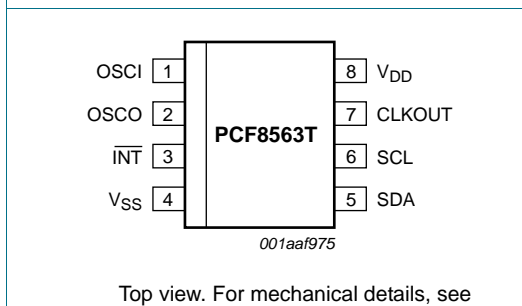 OSCI 1 8 VDD
OSCO 2 7 CLKOUT
PCF8563T
INT 3 6 SCL
VSS 4 5 SDA
001aaf975
Top view. For mechanical details, see